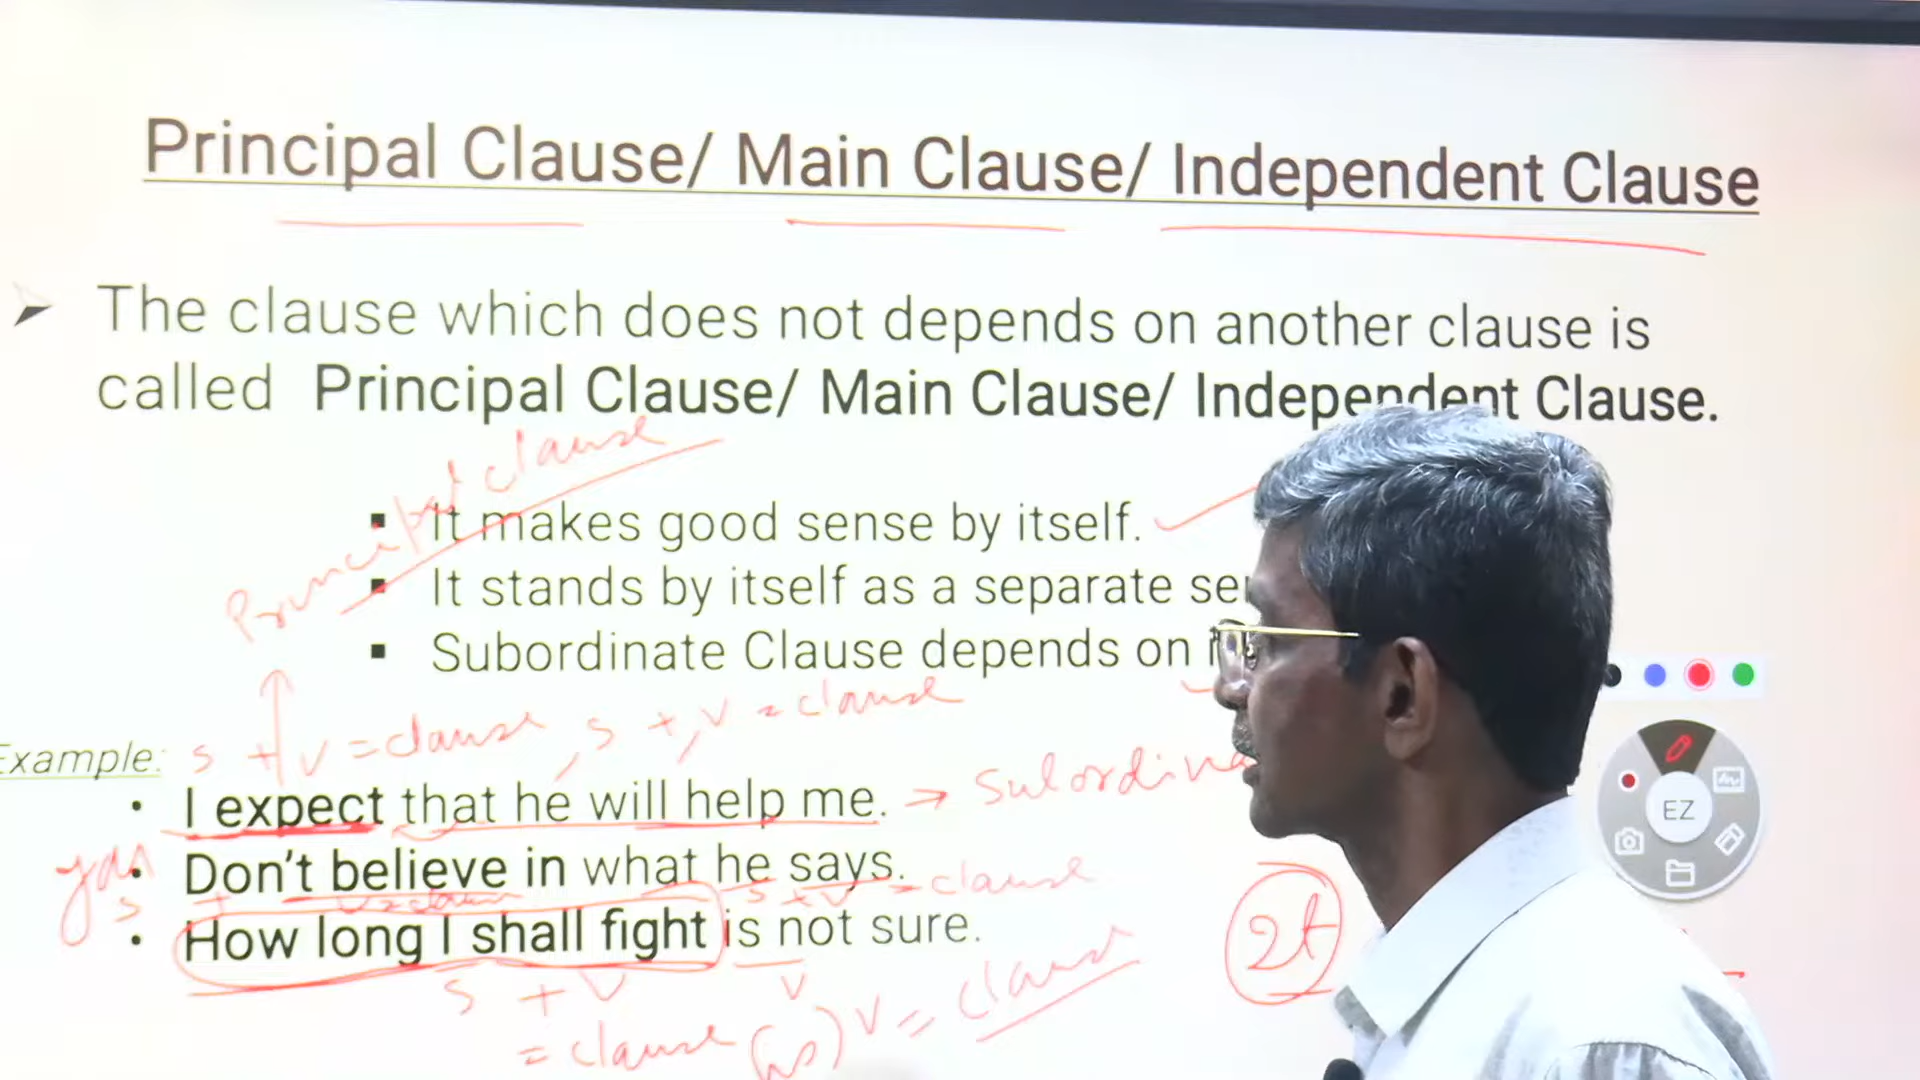 Principal Clause/ Main Clause/ Independent Clause
➤ The clause which does not depends on another clause is
called Principal Clause/ Main Clause/ Independent Clause.
Principal clause
▪ It makes good sense by itself.
▪ It stands by itself as a separate
▪ Subordinate Clause depends on
s + v = clause, s + v = clause
Example:
• I expect that he will help me. → Subordina
• Don't believe in what he says.
s + v = clause s + v = clause
• How long I shall fight is not sure.
s + v v
= clause v = clause
It
EZ